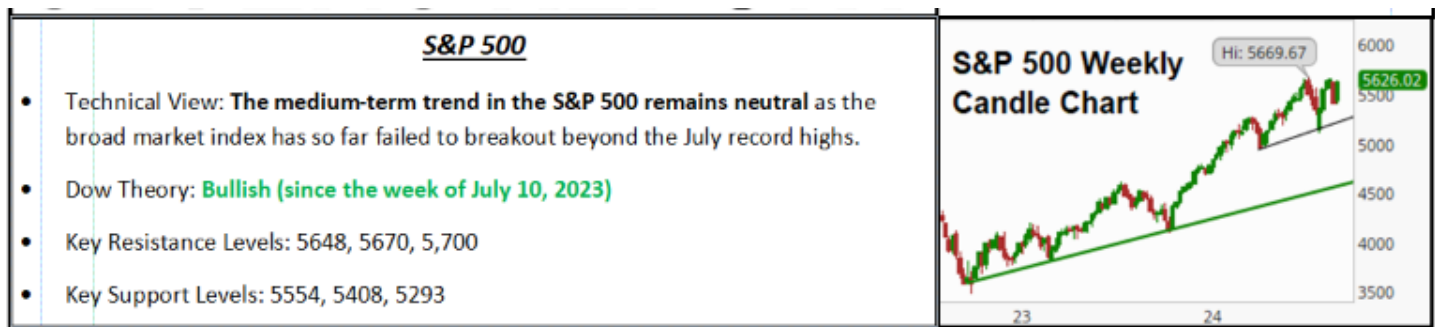 S&P 500
• Technical View: The medium-term trend in the S&P 500 remains neutral as the
broad market index has so far failed to breakout beyond the July record highs.
• Dow Theory: Bullish (since the week of July 10, 2023)
• Key Resistance Levels: 5648, 5670, 5,700
• Key Support Levels: 5554, 5408, 5293
S&P 500 Weekly
Candle Chart
Hi: 5669.67
6000
5626.02
5500
5000
4500
4000
3500
23 24